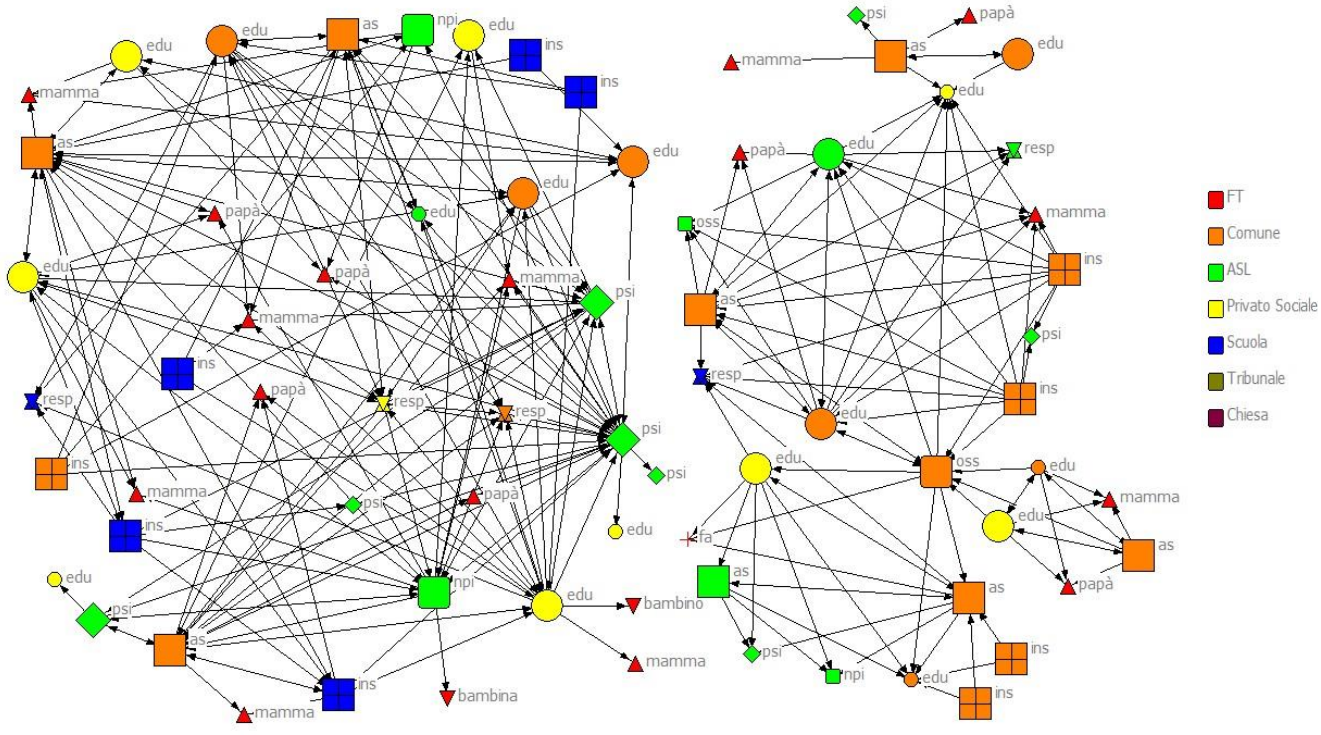 edu
edu
as
npi
edu
ins
ins
mamma
as
edu
edu
papà
edu
edu
papà
mamma
psi
mamma
ins
papà
resp
resp
resp
psi
ins
psi
mamma
psi
papà
ins
edu
edu
npi
edu
bambino
psi
as
mamma
ins
bambina
mamma
psi
papà
as
edu
mamma
edu
papà
edu
resp
oss
mamma
ins
as
psi
resp
ins
edu
edu
oss
edu
mamma
edu
fa
as
as
papà
as
psi
ins
npi
edu
ins
FT
Comune
ASL
Privato Sociale
Scuola
Tribunale
Chiesa